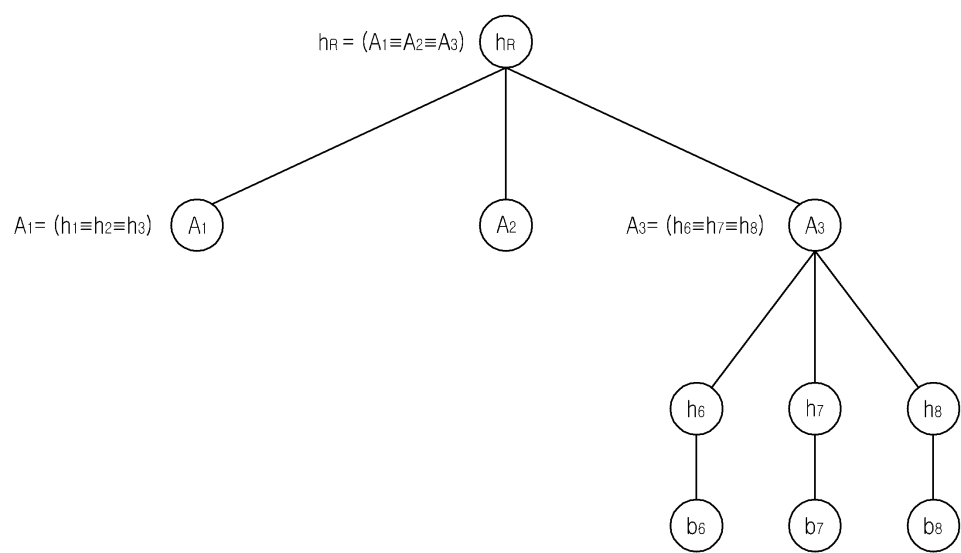 hR = (A1≡A2≡A3) hR
A1= (h1≡h2≡h3) A1 A2 A3= (h6≡h7≡h8) A3
h6 h7 h8
b6 b7 b8